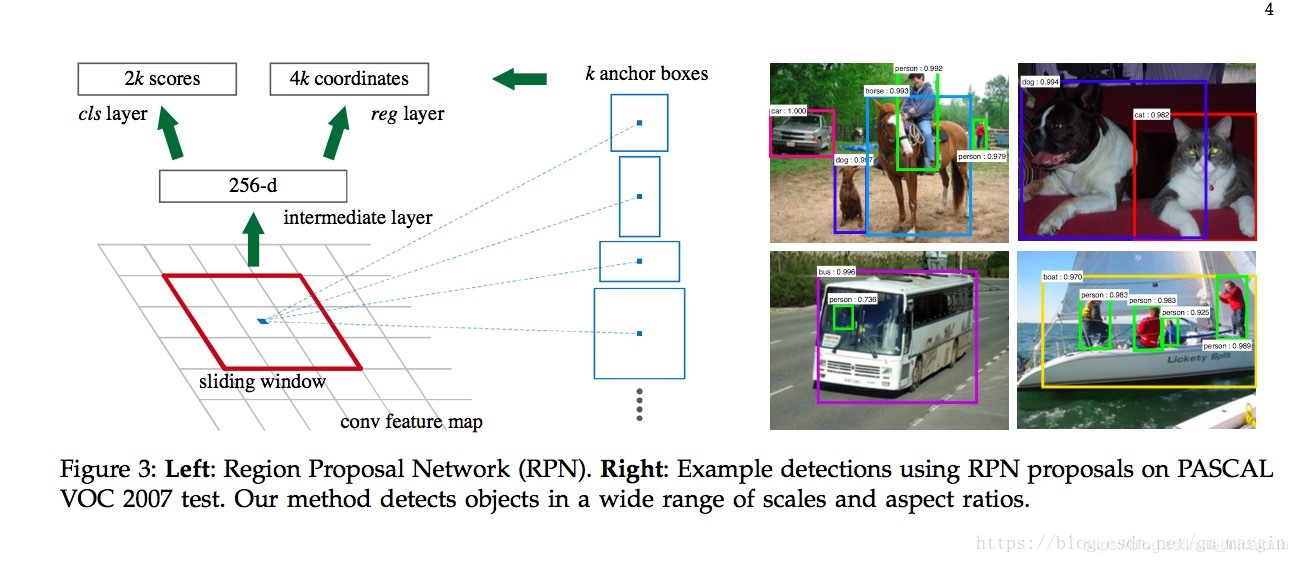 4
2k scores
4k coordinates
k anchor boxes
cls layer
reg layer
256-d
intermediate layer
sliding window
conv feature map
person : 0.992
horse : 0.993
car : 1.000
dog : 0.997
person : 0.979
dog : 0.994
cat : 0.982
bus : 0.996
person : 0.736
boat : 0.970
person : 0.983
person : 0.983
person : 0.925
person : 0.989
Lickety Split
Figure 3: Left: Region Proposal Network (RPN). Right: Example detections using RPN proposals on PASCAL
VOC 2007 test. Our method detects objects in a wide range of scales and aspect ratios.